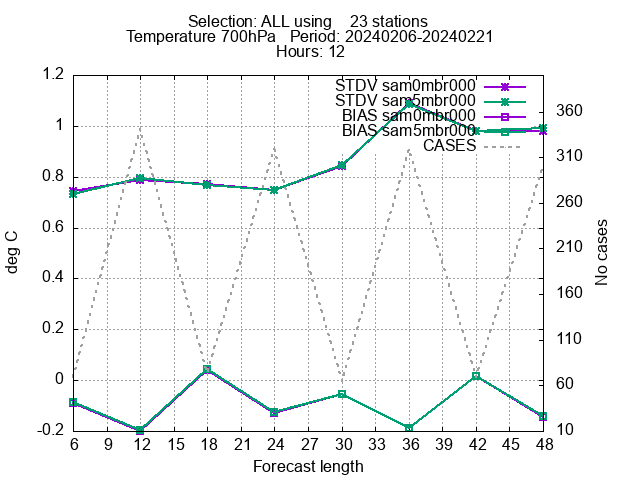 Selection: ALL using    23 stations
Temperature 700hPa   Period: 20240206-20240221
Hours: 12
STDV sam0mbr000
STDV sam5mbr000
BIAS sam0mbr000
BIAS sam5mbr000
CASES
1.2
1
0.8
0.6
0.4
0.2
0
-0.2
deg C
360
310
260
210
160
110
60
10
No cases
6 9 12 15 18 21 24 27 30 33 36 39 42 45 48
Forecast length